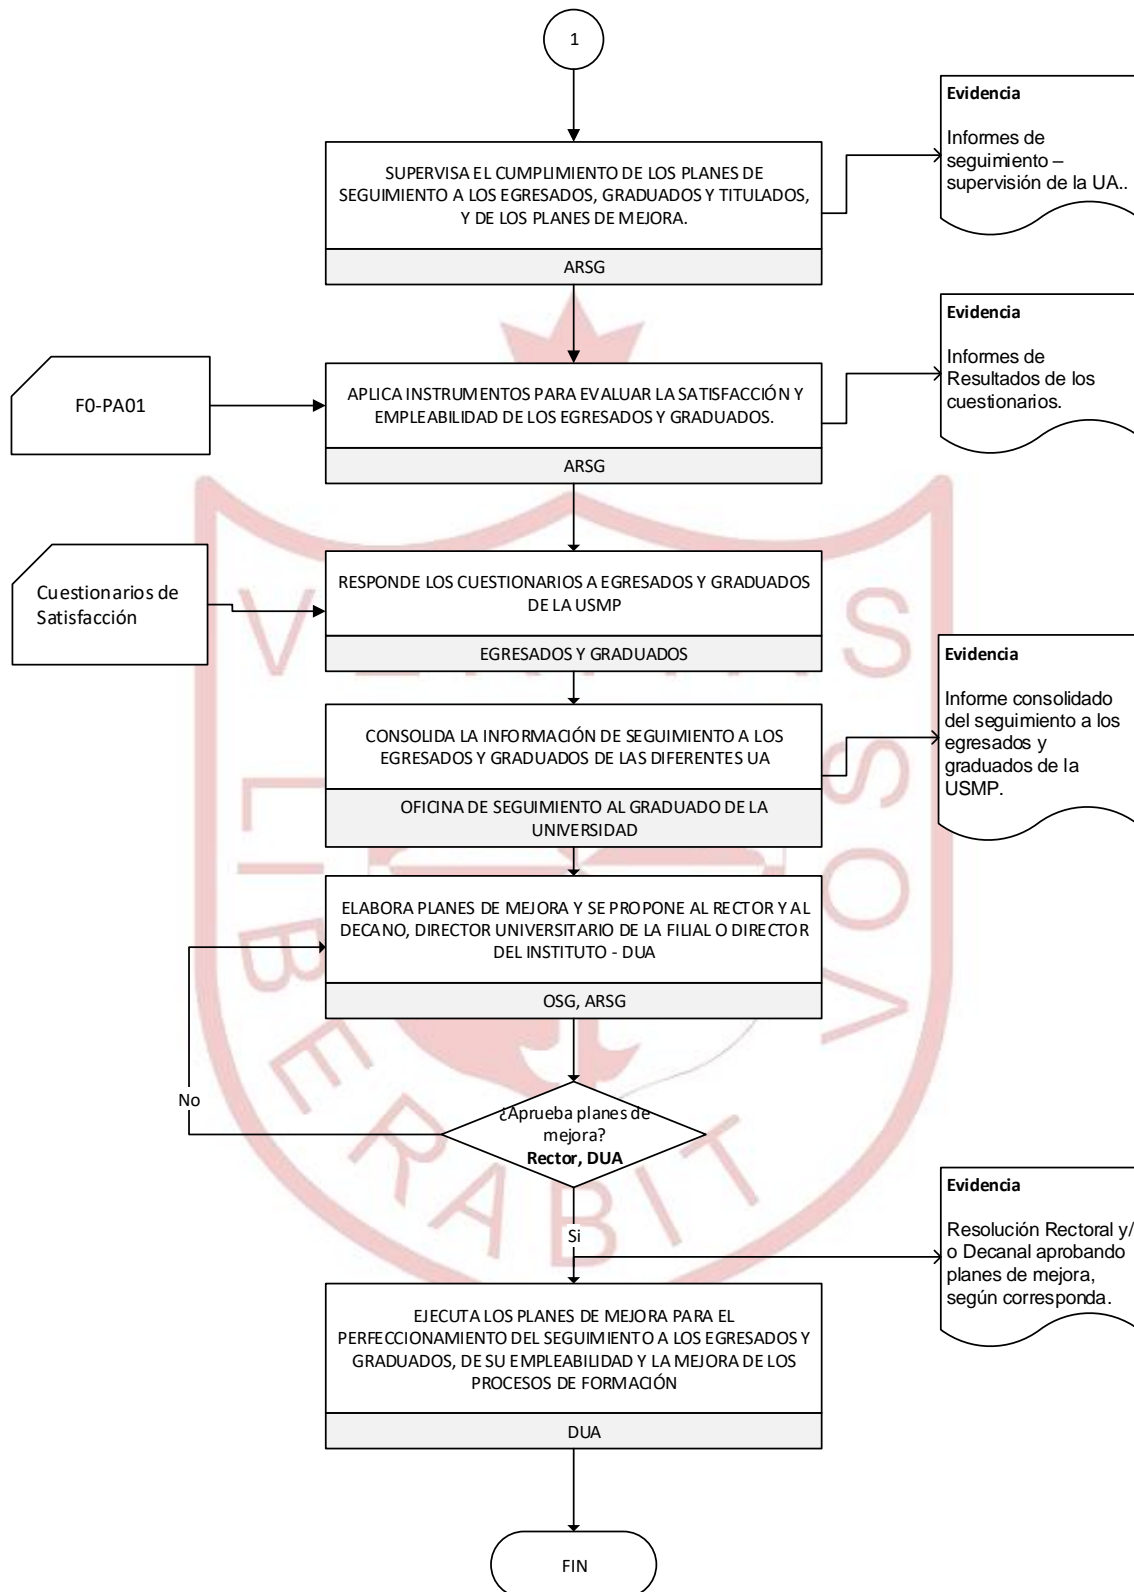 1
Evidencia
Informes de
seguimiento –
supervisión de la UA..
SUPERVISA EL CUMPLIMIENTO DE LOS PLANES DE
SEGUIMIENTO A LOS EGRESADOS, GRADUADOS Y TITULADOS,
Y DE LOS PLANES DE MEJORA.
ARSG
Evidencia
Informes de
Resultados de los
cuestionarios.
F0-PA01
APLICA INSTRUMENTOS PARA EVALUAR LA SATISFACCIÓN Y
EMPLEABILIDAD DE LOS EGRESADOS Y GRADUADOS.
ARSG
Cuestionarios de
Satisfacción
RESPONDE LOS CUESTIONARIOS A EGRESADOS Y GRADUADOS
DE LA USMP
EGRESADOS Y GRADUADOS
Evidencia
Informe consolidado
del seguimiento a los
egresados y
graduados de la
USMP.
CONSOLIDA LA INFORMACIÓN DE SEGUIMIENTO A LOS
EGRESADOS Y GRADUADOS DE LAS DIFERENTES UA
OFICINA DE SEGUIMIENTO AL GRADUADO DE LA
UNIVERSIDAD
ELABORA PLANES DE MEJORA Y SE PROPONE AL RECTOR Y AL
DECANO, DIRECTOR UNIVERSITARIO DE LA FILIAL O DIRECTOR
DEL INSTITUTO - DUA
OSG, ARSG
No
¿Aprueba planes de
mejora?
Rector, DUA
Si
Evidencia
Resolución Rectoral y/
o Decanal aprobando
planes de mejora,
según corresponda.
EJECUTA LOS PLANES DE MEJORA PARA EL
PERFECCIONAMIENTO DEL SEGUIMIENTO A LOS EGRESADOS Y
GRADUADOS, DE SU EMPLEABILIDAD Y LA MEJORA DE LOS
PROCESOS DE FORMACIÓN
DUA
FIN
VERITAS
LIBERABIT
VOS